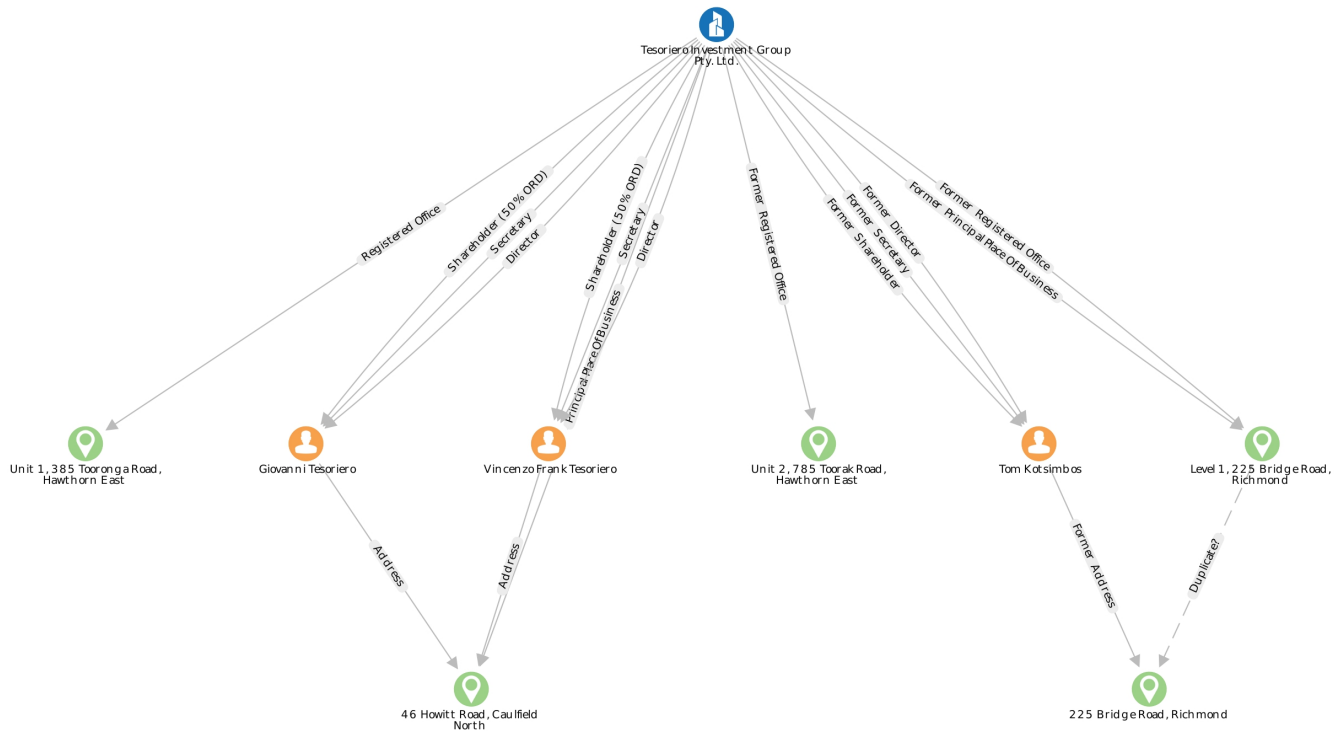 Tesoriero Investment Group
Pty. Ltd.
Registered Office
Shareholder (50% ORD)
Secretary
Director
Shareholder (50% ORD)
Secretary
Director
Principal Place Of Business
Former Registered Office
Former Shareholder
Former Secretary
Former Director
Former Principal Place Of Business
Former Registered Office
Unit 1, 385 Tooronga Road,
Hawthorn East
Giovanni Tesoriero
Vincenzo Frank Tesoriero
Unit 2, 785 Toorak Road,
Hawthorn East
Tom Kotsimbos
Level 1, 225 Bridge Road,
Richmond
Address
Address
Former Address
Duplicate?
46 Howitt Road, Caulfield
North
225 Bridge Road, Richmond